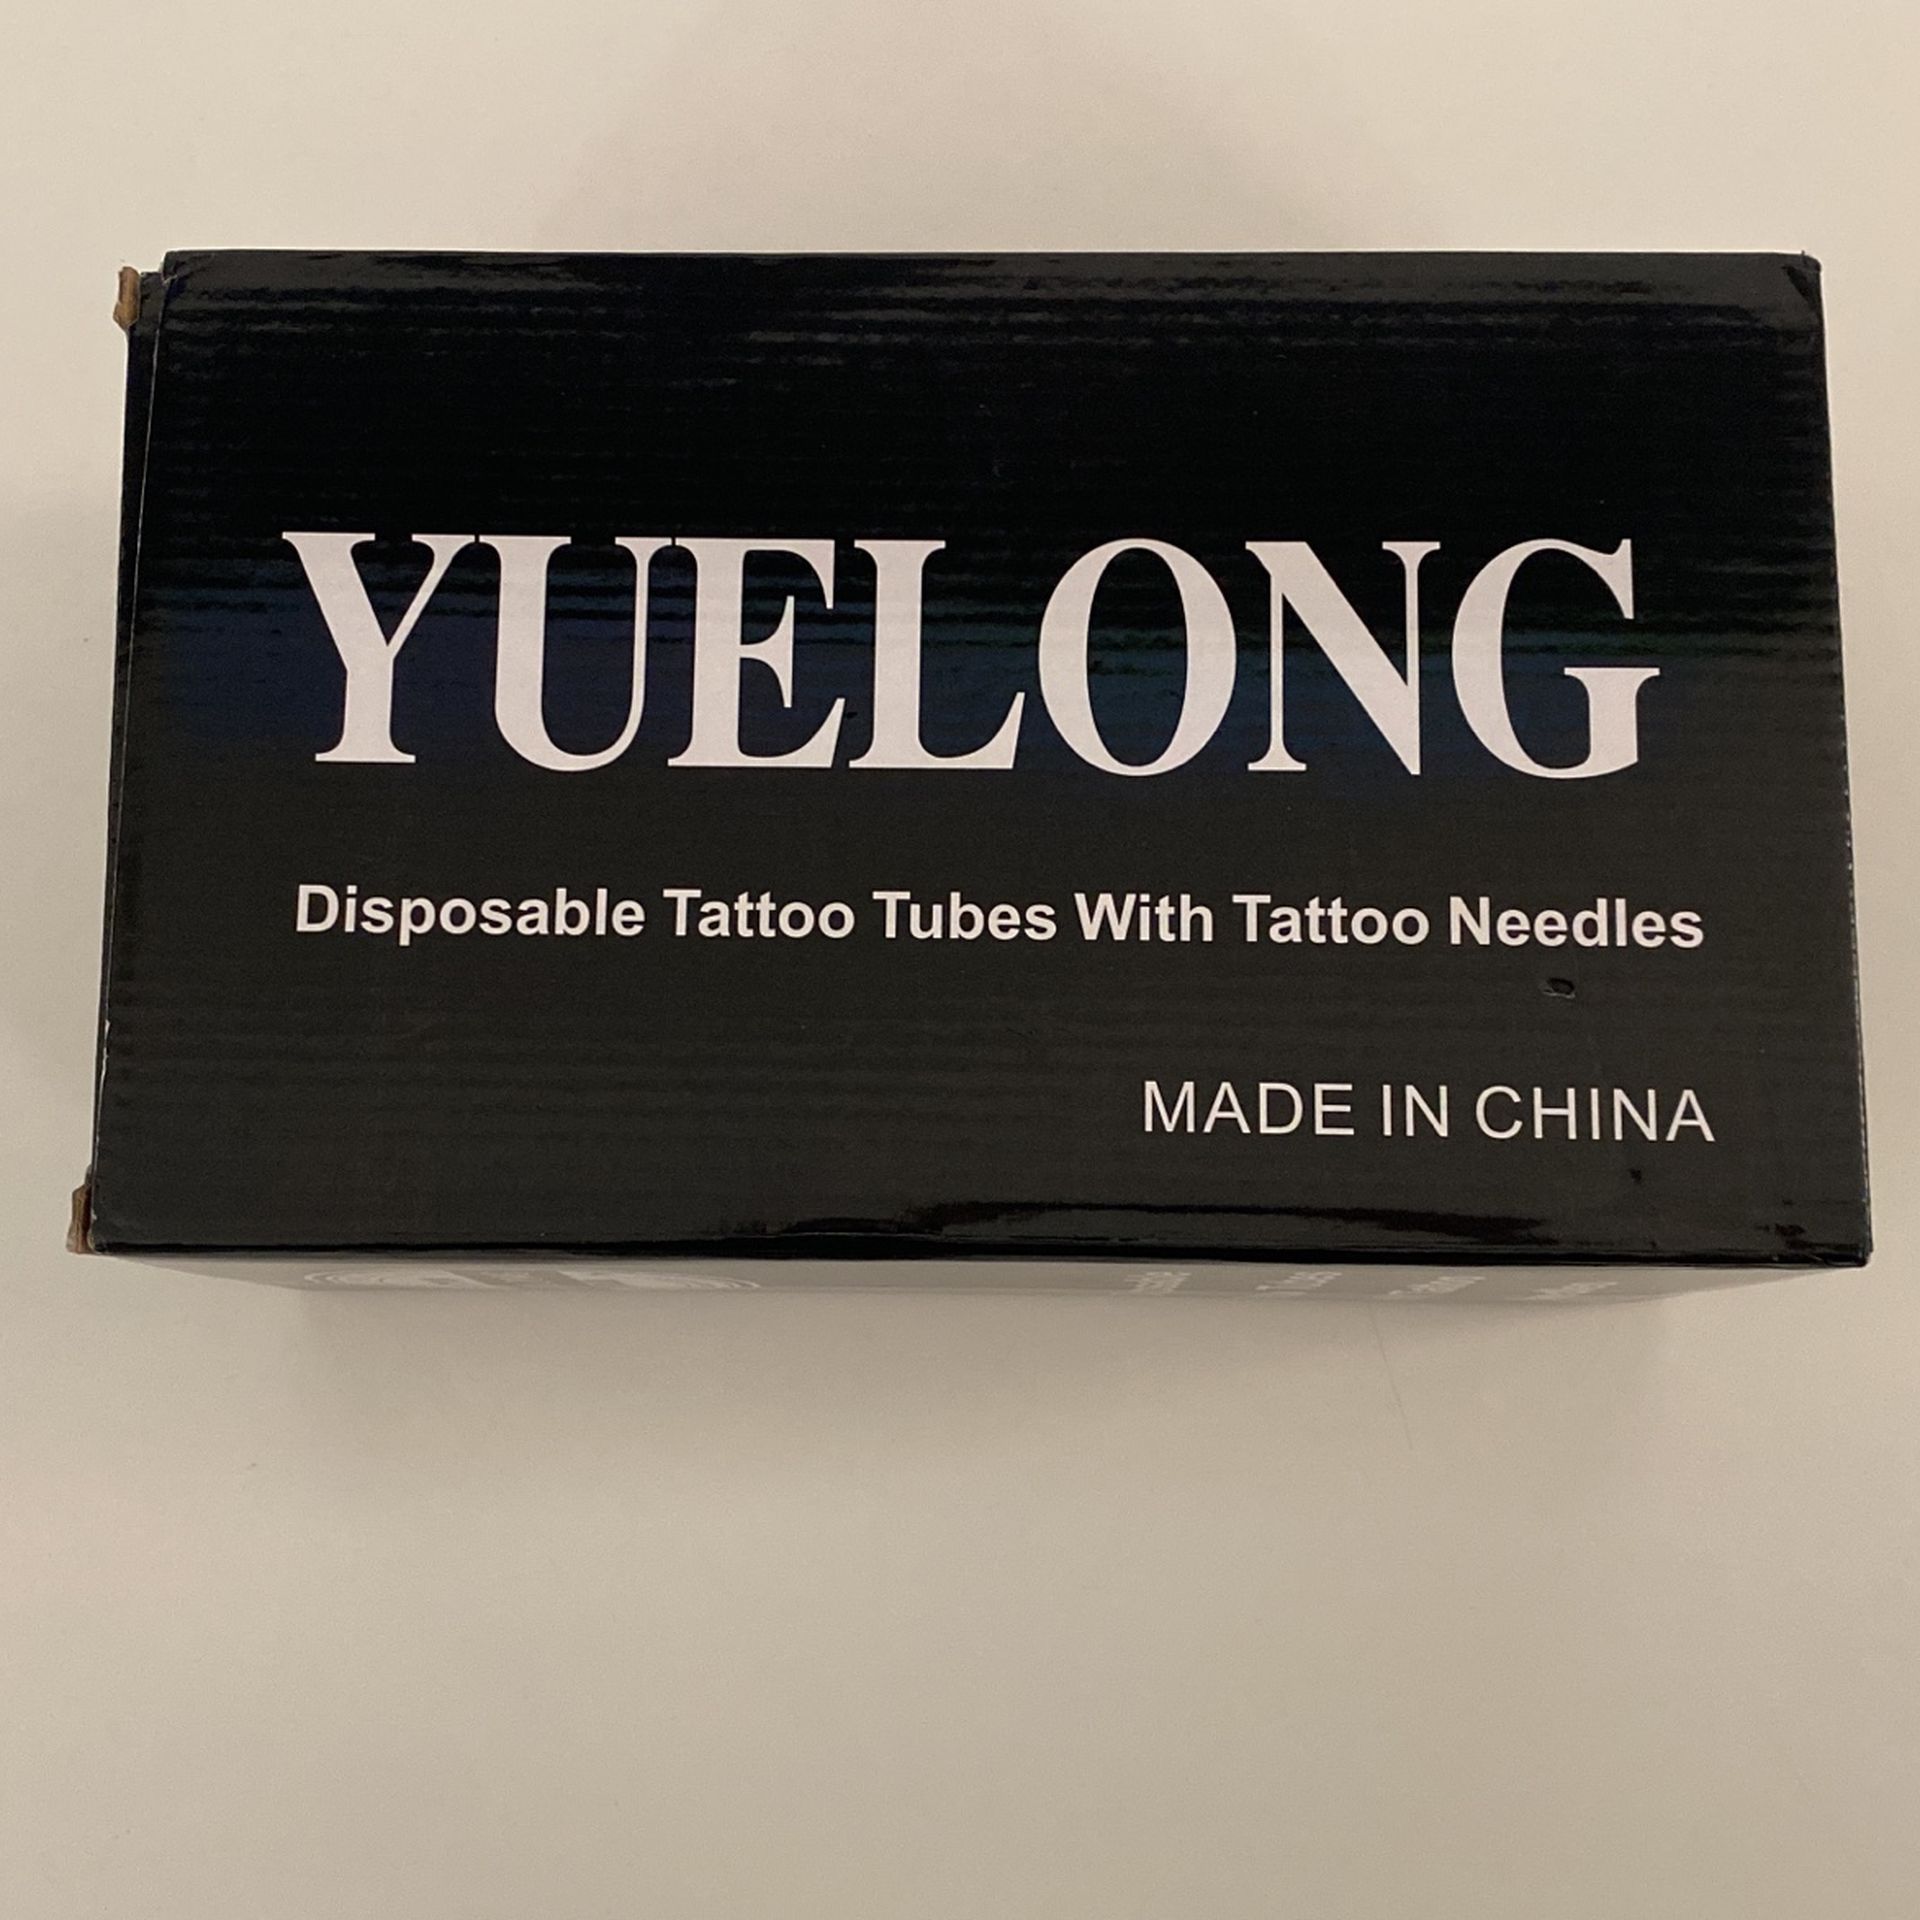 YUELONG
Disposable Tattoo Tubes With Tattoo Needles
MADE IN CHINA